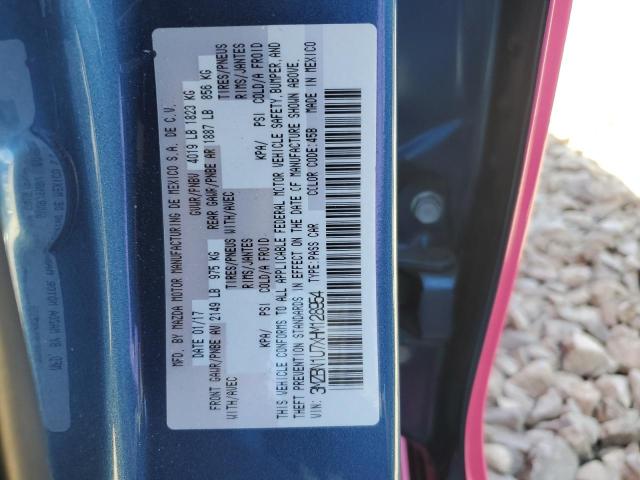 MFD. BY MAZDA MOTOR MANUFACTURING DE MEXICO S.A. DE C.V.
DATE 01/17 GVWR/PNBV 4019 LB 1823 KG
FRONT GAWR/PNBE AV 2149 LB 975 KG REAR GAWR/PNBE AR 1887 LB 856 KG
WITH/AVEC TIRES/PNEUS WITH/AVEC TIRES/PNEUS
RIMS/JANTES RIMS/JANTES
KPA/ PSI COLD/A FROID KPA/ PSI COLD/A FROID
THIS VEHICLE CONFORMS TO ALL APPLICABLE FEDERAL MOTOR VEHICLE SAFETY, BUMPER, AND
THEFT PREVENTION STANDARDS IN EFFECT ON THE DATE OF MANUFACTURE SHOWN ABOVE.
VIN: 3MZBN1U7XHM128954 TYPE:PASS CAR COLOR CODE:45B MADE IN MEXICO